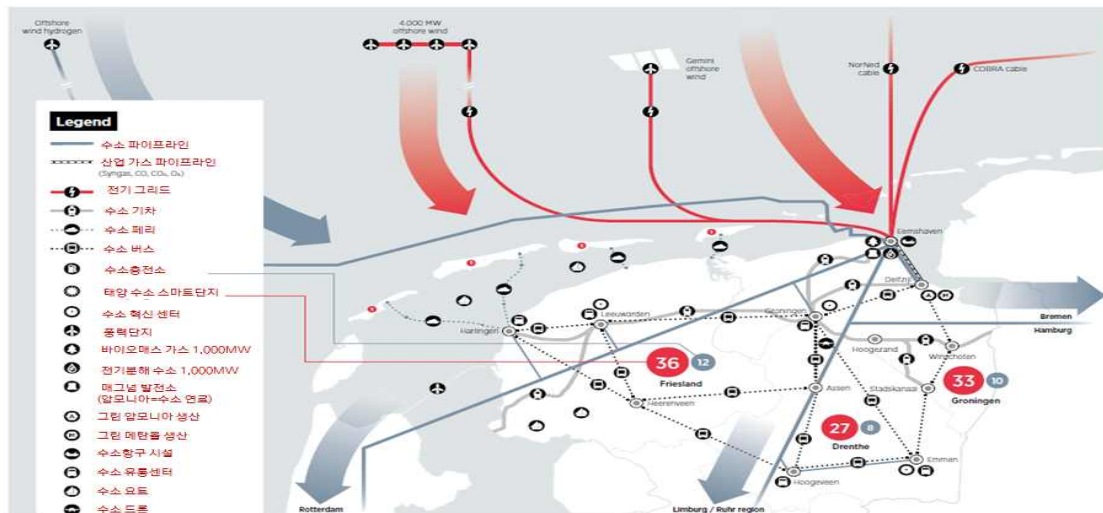 Offshore
wind hydrogen
4.000 MW
offshore wind
Gemini
offshore
wind
NorNed
cable
COBRA cable
Legend
수소 파이프라인
산업 가스 파이프라인
(Syngas, CO, CO₂, O₂)
전기 그리드
수소 기차
수소 페리
수소 버스
수소충전소
태양 수소 스마트단지
수소 혁신 센터
풍력단지
바이오매스 가스 1,000MW
전기분해 수소 1,000MW
매그넘 발전소
(암모니아=수소 연료)
그린 암모니아 생산
그린 메탄올 생산
수소항구 시설
수소 유통센터
수소 요트
수소 드론
Eemshaven
Delfzijl
Bremen
Hamburg
Leeuwarden
Groningen
Harlingen
Hoogezand
Winschoten
36
12
Friesland
33
10
Groningen
Assen
Stadskanaal
Heerenveen
27
8
Drenthe
Emmen
Hoogeveen
Rotterdam
Limburg / Ruhr region